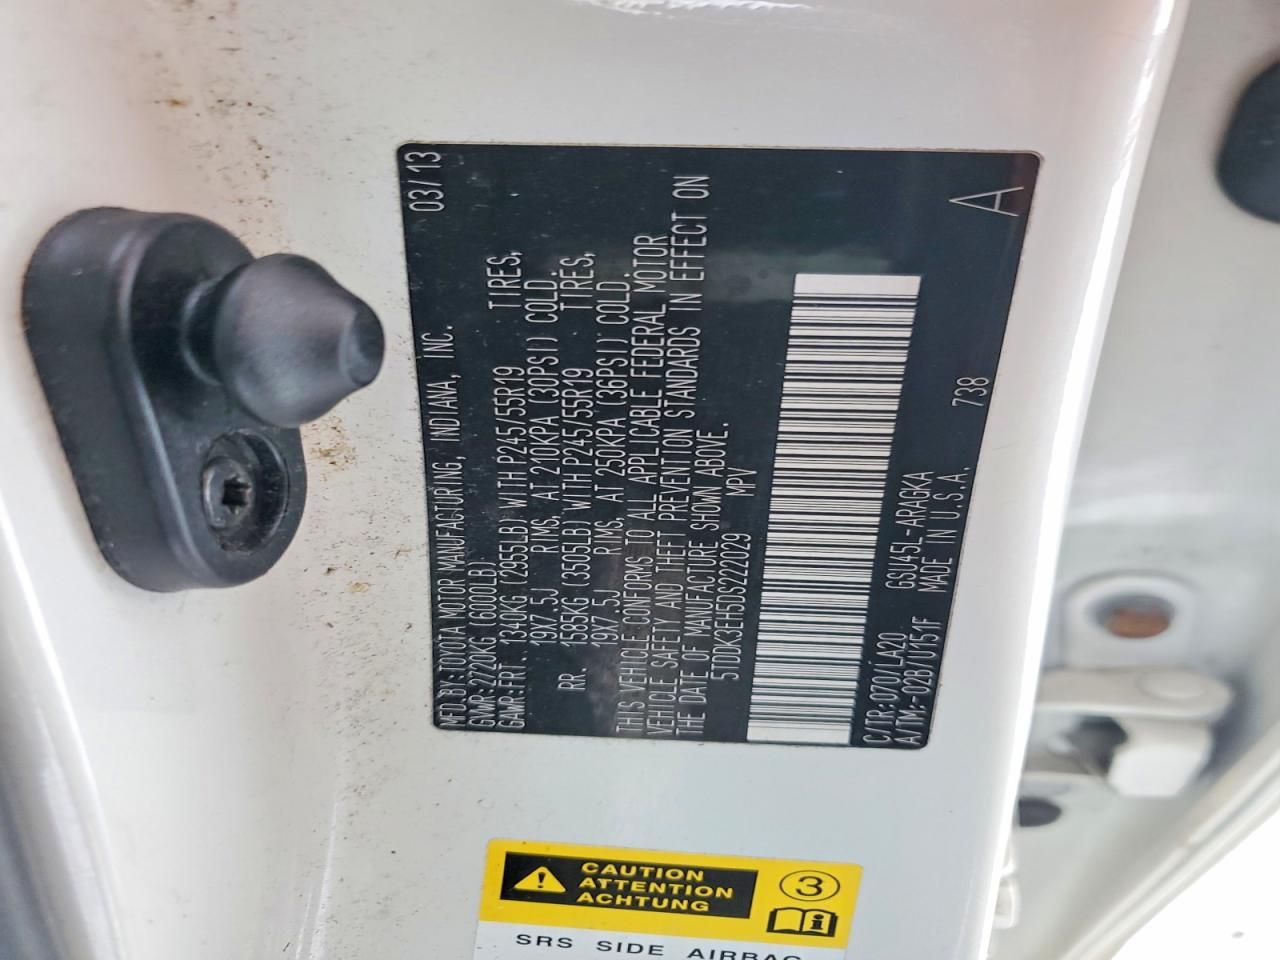 MFD.BY:TOYOTA MOTOR MANUFACTURING, INDIANA, INC. 03/13
GVWR:2720KG (6000LB)
GAWR:FRT. 1340KG (2955LB) WITH P245/55R19 TIRES,
19X7.5J RIMS, AT 210KPA (30PSI) COLD.
RR. 1585KG (3505LB) WITH P245/55R19 TIRES,
19X7.5J RIMS, AT 250KPA (36PSI) COLD.
THIS VEHICLE CONFORMS TO ALL APPLICABLE FEDERAL MOTOR
VEHICLE SAFETY AND THEFT PREVENTION STANDARDS IN EFFECT ON
THE DATE OF MANUFACTURE SHOWN ABOVE.
5TDDK3EH5DS222029 MPV
C/TR:070/LA20 GSU45L-ARAGKA 738
A/TM:-02B/U151F MADE IN U.S.A. A
CAUTION
ATTENTION
ACHTUNG
3
SRS SIDE AIRBAG